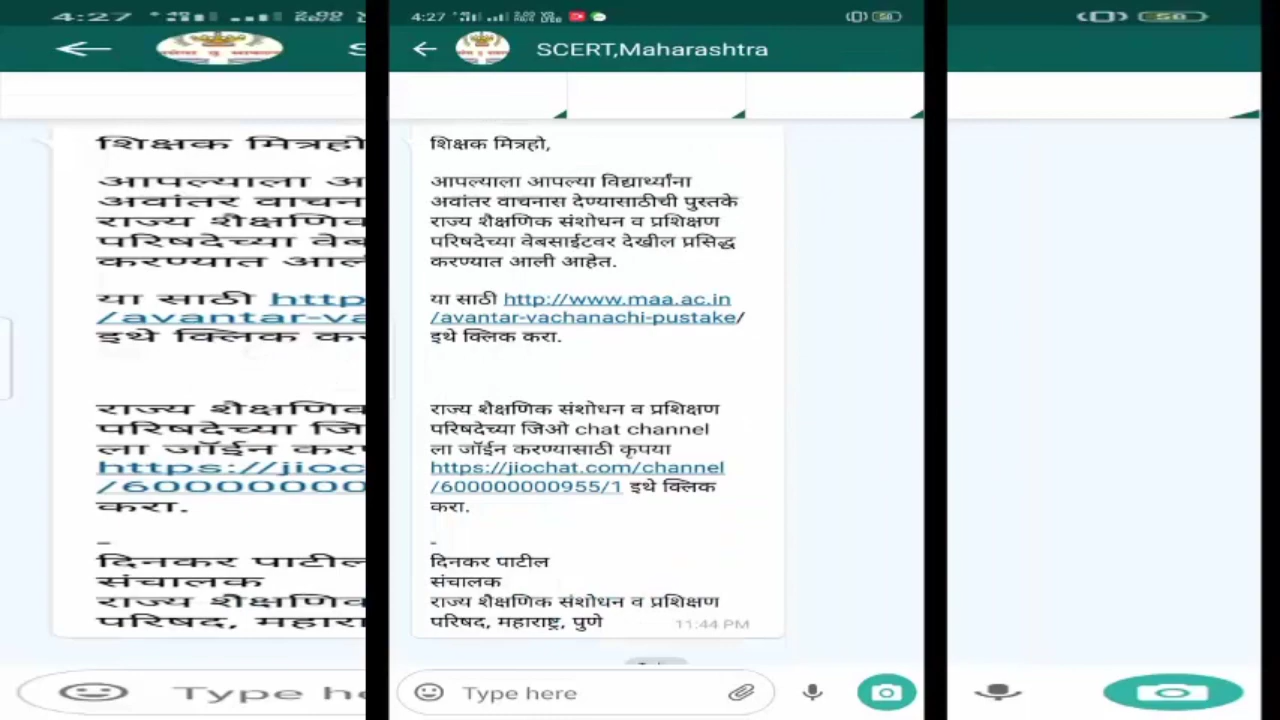 4:27
SCERT,Maharashtra
शिक्षक मित्रहो,
आपल्याला आपल्या विद्यार्थ्यांना
अवांतर वाचनास देण्यासाठीची पुस्तके
राज्य शैक्षणिक संशोधन व प्रशिक्षण
परिषदेच्या वेबसाईटवर देखील प्रसिद्ध
करण्यात आली आहेत.
या साठी http://www.maa.ac.in
/avantar-vachanachi-pustake/
इथे क्लिक करा.
राज्य शैक्षणिक संशोधन व प्रशिक्षण
परिषदेच्या जिओ chat channel
ला जॉईन करण्यासाठी कृपया
https://jiochat.com/channel
/600000000955/1 इथे क्लिक
करा.
-
दिनकर पाटील
संचालक
राज्य शैक्षणिक संशोधन व प्रशिक्षण
परिषद, महाराष्ट्र, पुणे
11:44 PM
Type here